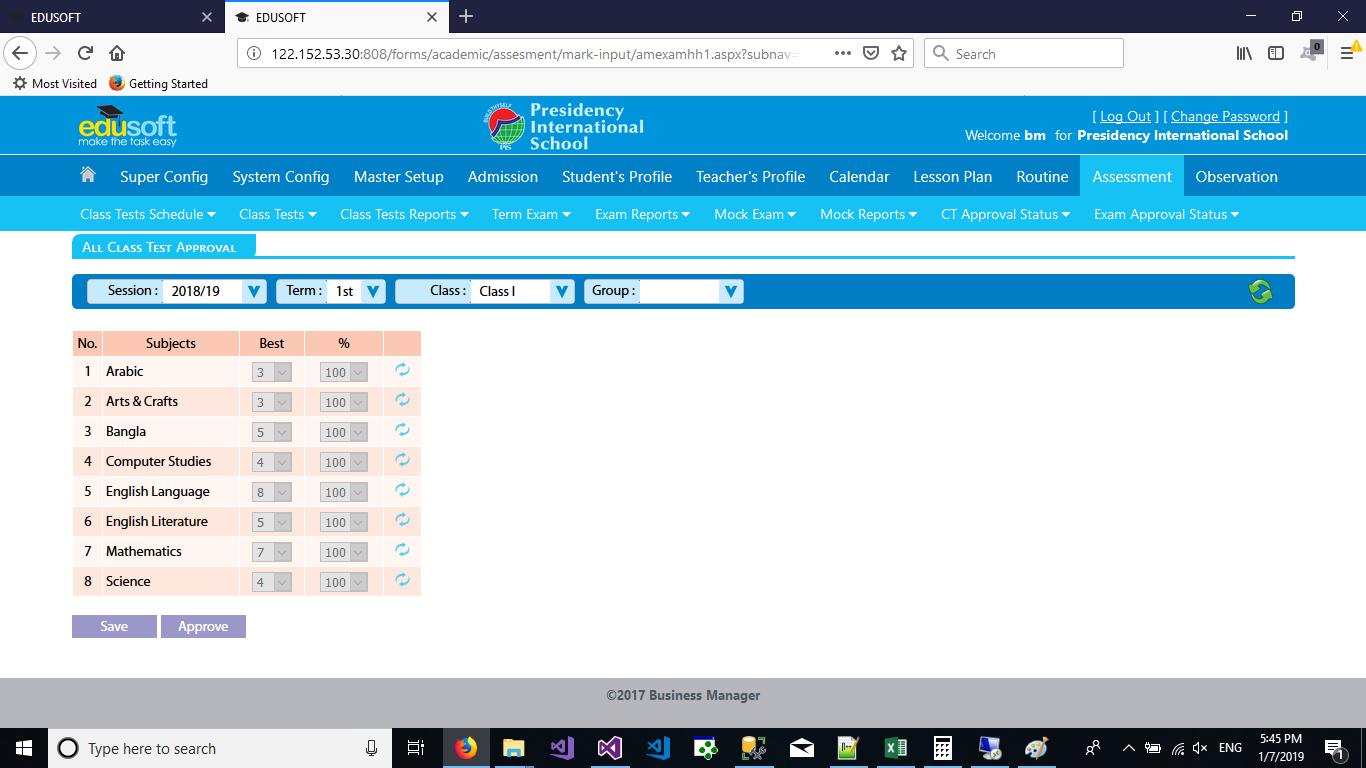 EDUSOFT
EDUSOFT
122.152.53.30:808/forms/academic/assesment/mark-input/amexamhh1.aspx?subnav=
Search
0
Most Visited Getting Started
edusoft
make the task easy
BUILD THYSELF
PIS
Presidency
International
School
[ Log Out ] [ Change Password ]
Welcome bm for Presidency International School
Super Config System Config Master Setup Admission Student's Profile Teacher's Profile Calendar Lesson Plan Routine Assessment Observation
Class Tests Schedule Class Tests Class Tests Reports Term Exam Exam Reports Mock Exam Mock Reports CT Approval Status Exam Approval Status
All Class Test Approval
Session : 2018/19 Term : 1st Class : Class I Group :
No. Subjects Best %
1 Arabic 3 100
2 Arts & Crafts 3 100
3 Bangla 5 100
4 Computer Studies 4 100
5 English Language 8 100
6 English Literature 5 100
7 Mathematics 7 100
8 Science 4 100
Save Approve
©2017 Business Manager
Type here to search
ENG
5:45 PM
1/7/2019
1